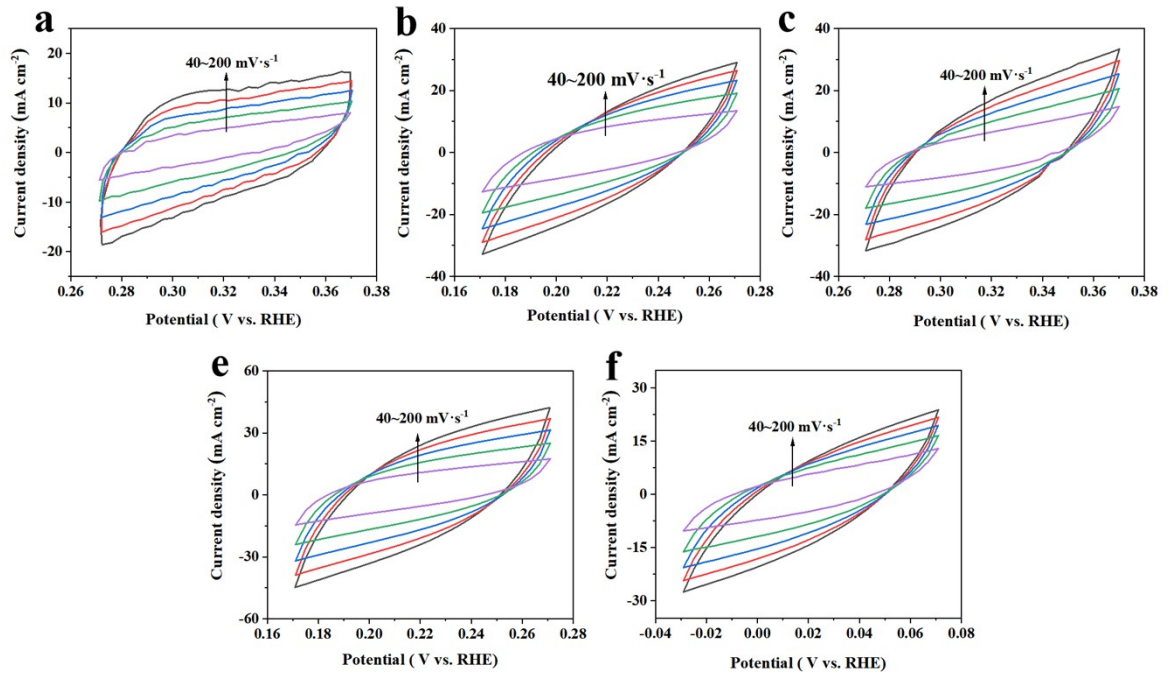 a
Current density (mA cm-2)
20
10
0
-10
-20
40~200 mV·s-1
0.26 0.28 0.30 0.32 0.34 0.36 0.38
Potential ( V vs. RHE)
b
Current density (mA cm-2)
40
20
0
-20
-40
40~200 mV·s-1
0.16 0.18 0.20 0.22 0.24 0.26 0.28
Potential ( V vs. RHE)
c
Current density (mA cm-2)
40
20
0
-20
-40
40~200 mV·s-1
0.26 0.28 0.30 0.32 0.34 0.36 0.38
Potential ( V vs. RHE)
e
Current density (mA cm-2)
60
30
0
-30
-60
40~200 mV·s-1
0.16 0.18 0.20 0.22 0.24 0.26 0.28
Potential ( V vs. RHE)
f
Current density (mA cm-2)
30
15
0
-15
-30
40~200 mV·s-1
-0.04 -0.02 0.00 0.02 0.04 0.06 0.08
Potential ( V vs. RHE)